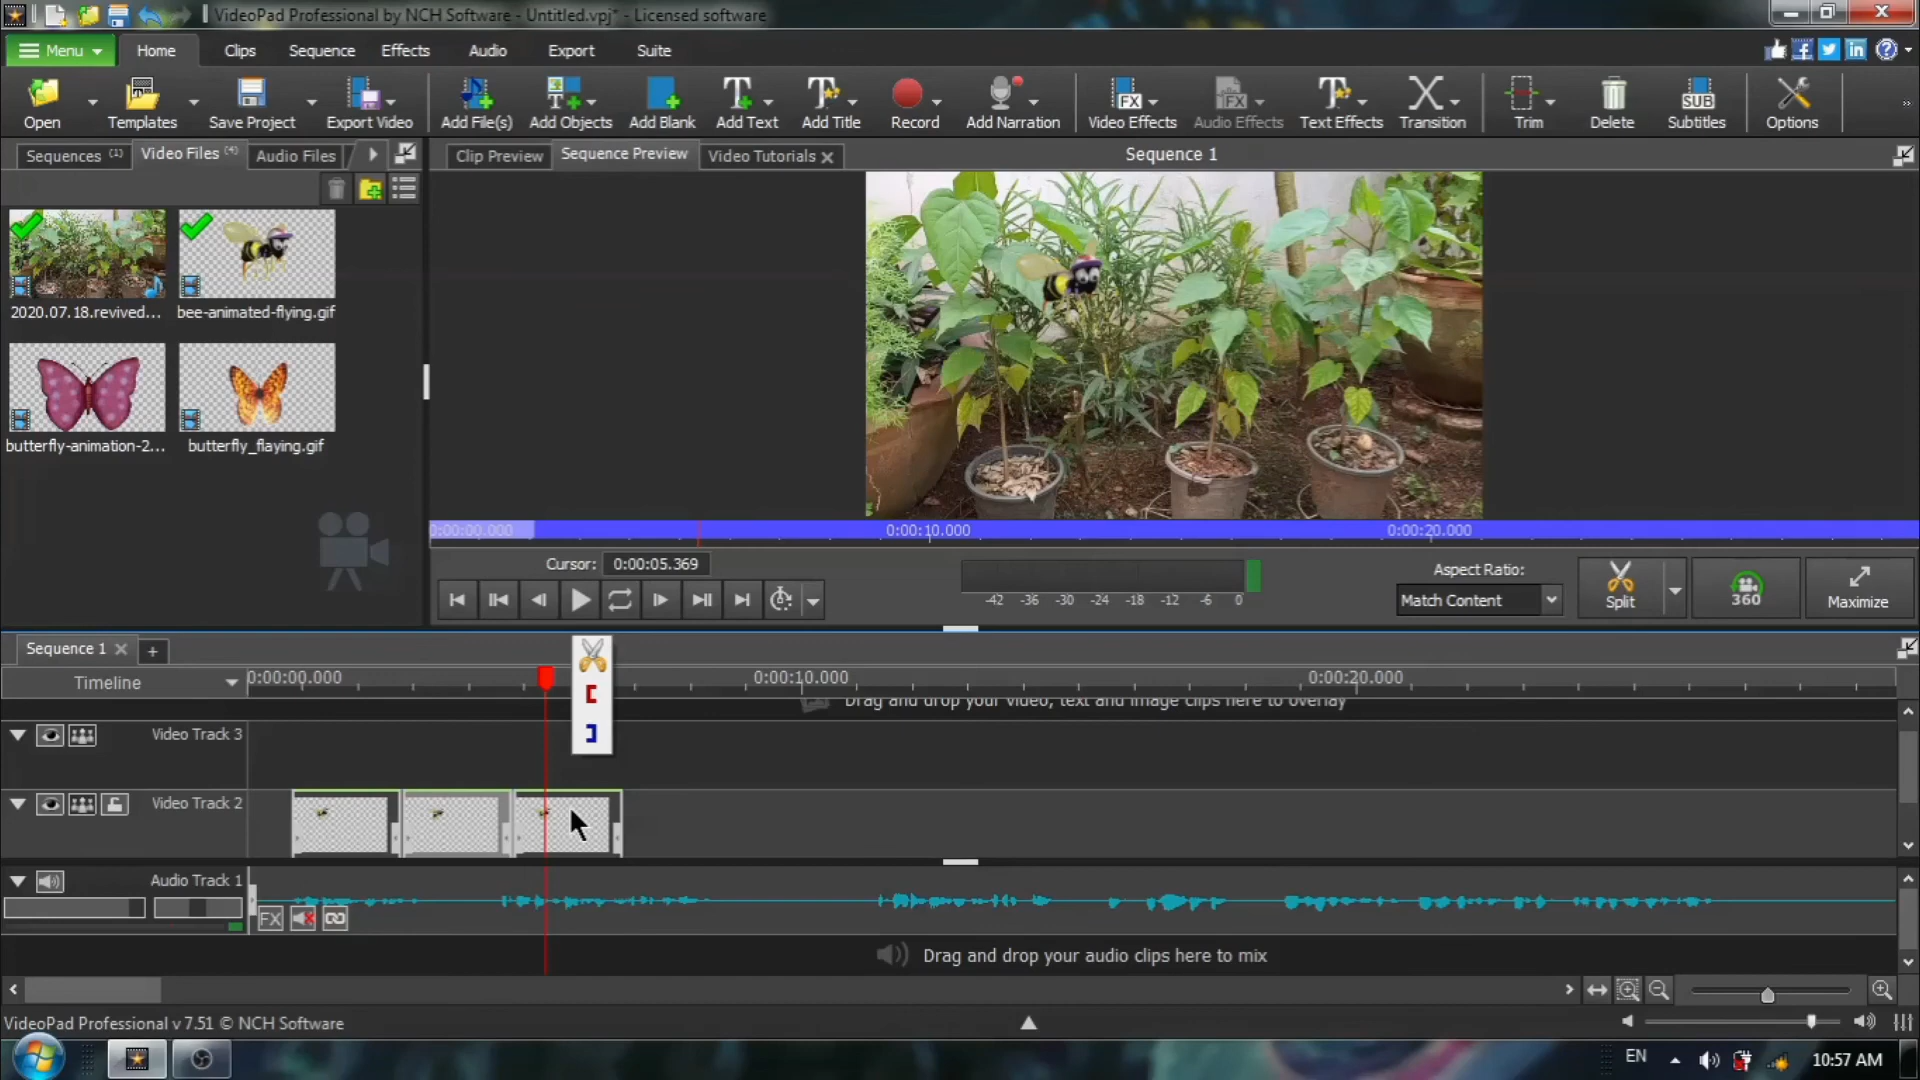 VideoPad Professional by NCH Software - Untitled.vpj* - Licensed software
Menu Home Clips Sequence Effects Audio Export Suite
Open Templates Save Project Export Video Add File(s) Add Objects Add Blank Add Text Add Title Record Add Narration Video Effects Audio Effects Text Effects Transition Trim Delete Subtitles Options
Sequences (1) Video Files (4) Audio Files
Clip Preview Sequence Preview Video Tutorials Sequence 1
2020.07.18.revived... bee-animated-flying.gif
butterfly-animation-2... butterfly_flaying.gif
0:00:00.000 0:00:10.000 0:00:20.000
Cursor: 0:00:05.369
-42 -36 -30 -24 -18 -12 -6 0
Aspect Ratio:
Match Content
Split 360 Maximize
Sequence 1
Timeline 0:00:00.000 0:00:10.000 0:00:20.000
Drag and drop your video, text and image clips here to overlay
Video Track 3
Video Track 2
Audio Track 1
FX
Drag and drop your audio clips here to mix
VideoPad Professional v 7.51 © NCH Software
EN 10:57 AM